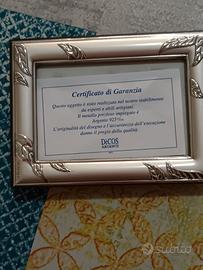 Certificato di Garanzia
Questo oggetto è stato realizzato nel nostro stabilimento
da esperti e abili artigiani.
Il metallo prezioso impiegato è
Argento 925‰.
L'originalità del disegno e l'accuratezza dell'esecuzione
danno il pregio della qualità.
DECOS
ARGENTI
subito